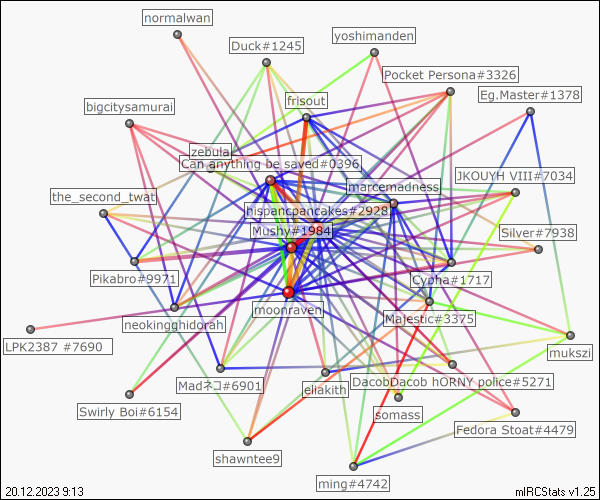 normalwan
yoshimanden
Duck#1245
Pocket Persona#3326
Eg.Master#1378
frisout
bigcitysamurai
zebula
Can anything be saved#0396
JKOUYH VIII#7034
marcemadness
the_second_twat
hispancpancakes#2928
Mushy#1984
Silver#7938
Pikabro#9971
Cypha#1717
moonraven
neokingghidorah
Majestic#3375
LPK2387 #7690
mukszi
Madネコ#6901
eliakith
DacobDacob hORNY police#5271
Swirly Boi#6154
somass
Fedora Stoat#4479
shawntee9
ming#4742
20.12.2023 9:13
mIRCStats v1.25